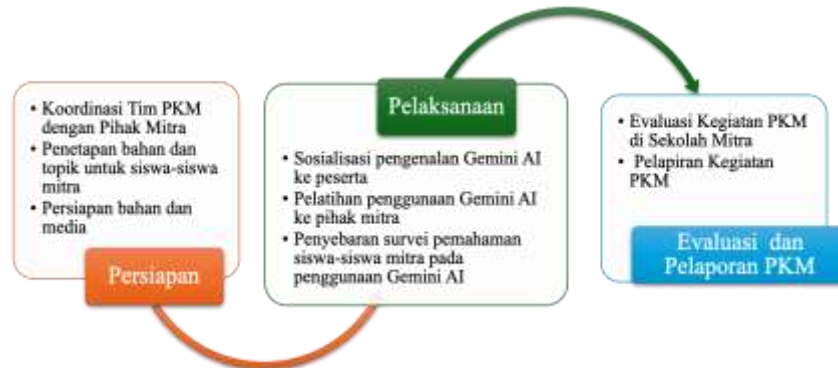 • Koordinasi Tim PKM
dengan Pihak Mitra
• Penetapan bahan dan
topik untuk siswa-siswa
mitra
• Persiapan bahan dan
media
Persiapan
Pelaksanaan
• Sosialisasi pengenalan Gemini AI
ke peserta
• Pelatihan penggunaan Gemini AI
ke pihak mitra
• Penyebaran survei pemahaman
siswa-siswa mitra pada
penggunaan Gemini AI
• Evaluasi Kegiatan PKM
di Sekolah Mitra
• Pelapiran Kegiatan
PKM
Evaluasi dan
Pelaporan PKM